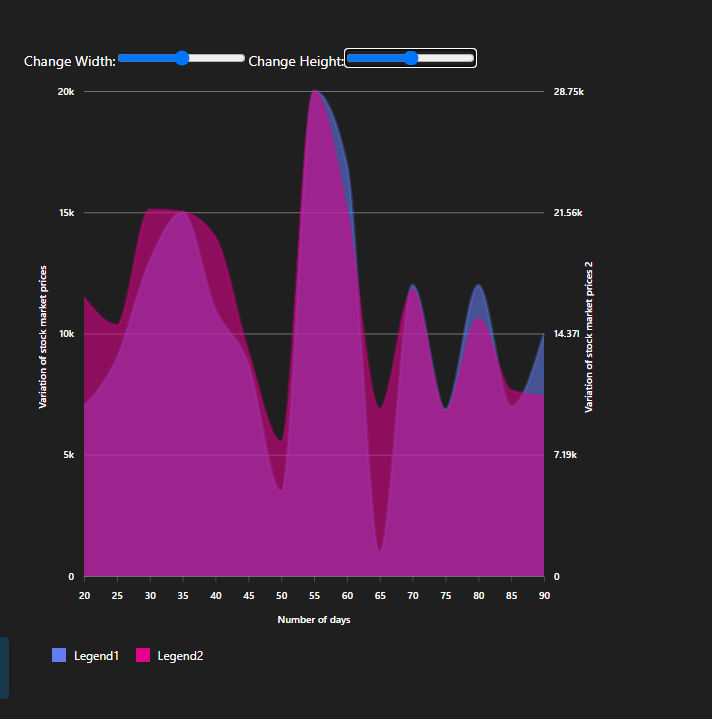 Change Width: Change Height:
20k 28.75k
15k 21.56k
10k 14.37l
5k 7.19k
0 0
Variation of stock market prices
Variation of stock market prices 2
20 25 30 35 40 45 50 55 60 65 70 75 80 85 90
Number of days
Legend1 Legend2